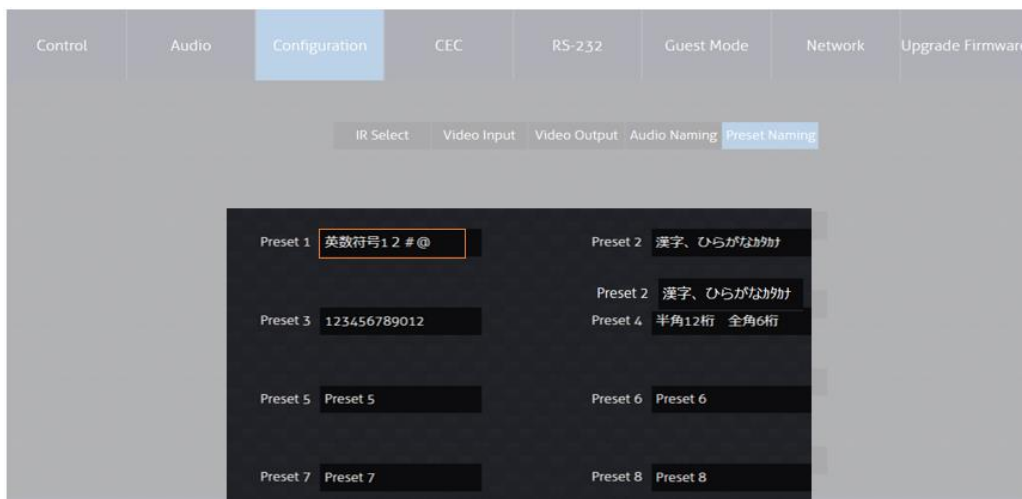 Control Audio Configuration CEC RS-232 Guest Mode Network Upgrade Firmwar
IR Select Video Input Video Output Audio Naming Preset Naming
Preset 1 英数符号1２＃@ Preset 2 漢字、ひらがなｶﾀｶﾅ
Preset 2 漢字、ひらがなｶﾀｶﾅ
Preset 3 123456789012 Preset 4 半角12桁　全角6桁
Preset 5 Preset 5 Preset 6 Preset 6
Preset 7 Preset 7 Preset 8 Preset 8